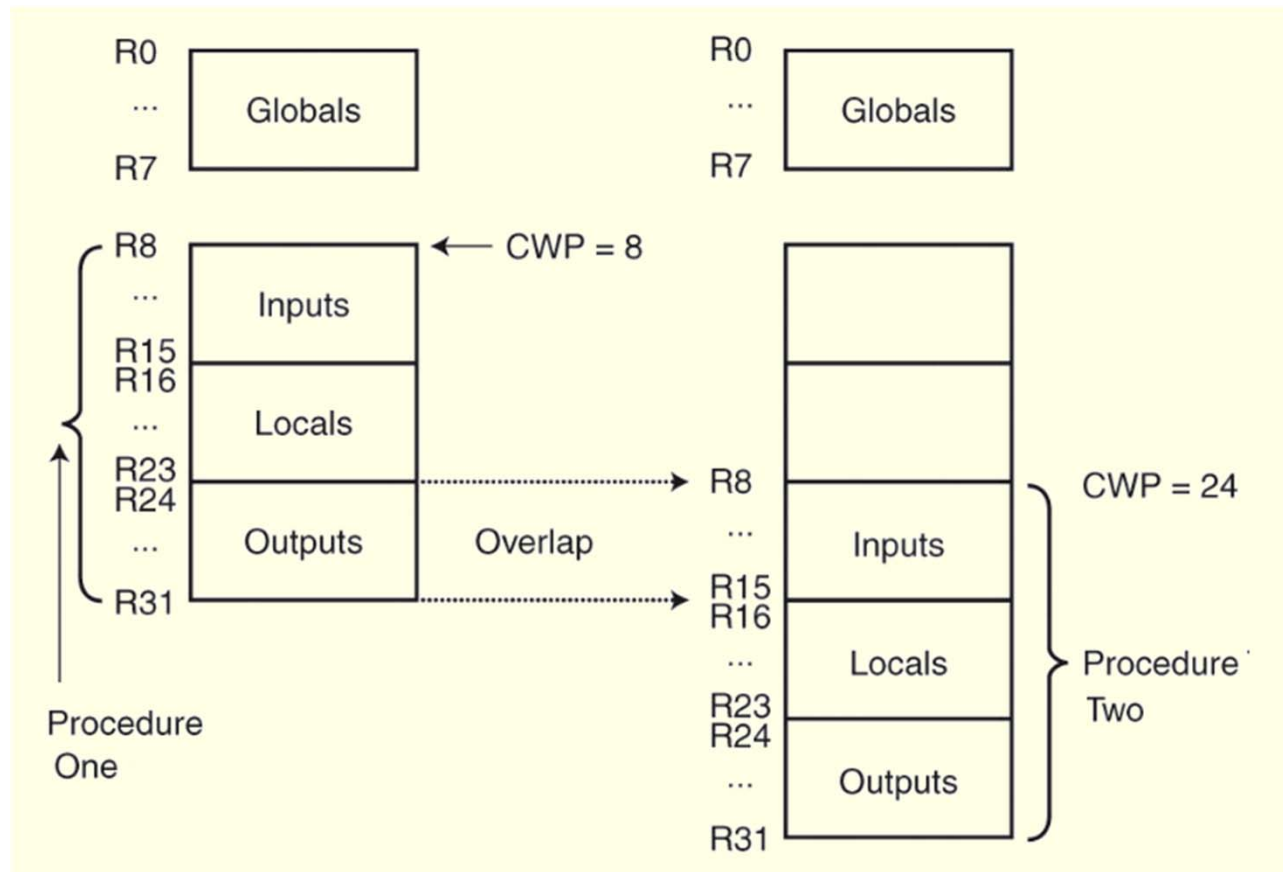 R0
...
R7
Globals
R8
...
R15
R16
...
R23
R24
...
R31
Inputs
Locals
Outputs
CWP = 8
Overlap
Procedure
One
R0
...
R7
Globals
R8
...
R15
R16
...
R23
R24
...
R31
Inputs
Locals
Outputs
CWP = 24
Procedure
Two